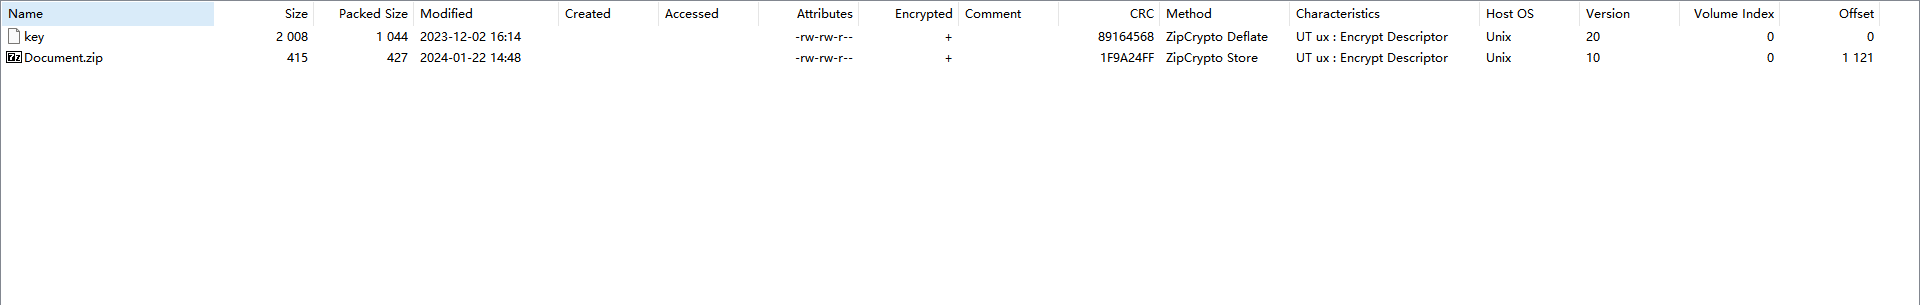 Name Size Packed Size Modified Created Accessed Attributes Encrypted Comment CRC Method Characteristics Host OS Version Volume Index Offset
key 2 008 1 044 2023-12-02 16:14 -rw-rw-r-- + 89164568 ZipCrypto Deflate UT ux : Encrypt Descriptor Unix 20 0 0
Document.zip 415 427 2024-01-22 14:48 -rw-rw-r-- + 1F9A24FF ZipCrypto Store UT ux : Encrypt Descriptor Unix 10 0 1 121